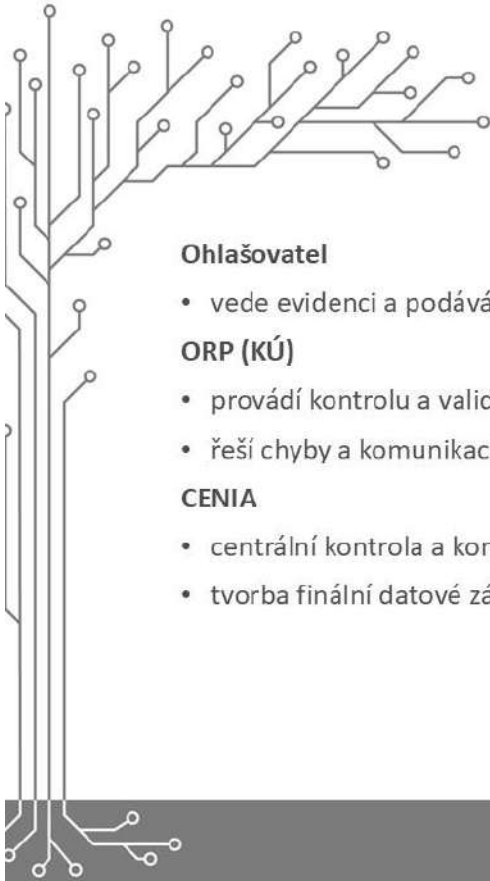 Ohlašovatel
• vede evidenci a podává
ORP (KÚ)
• provádí kontrolu a valid
• řeší chyby a komunikac
CENIA
• centrální kontrola a kor
• tvorba finální datové zá